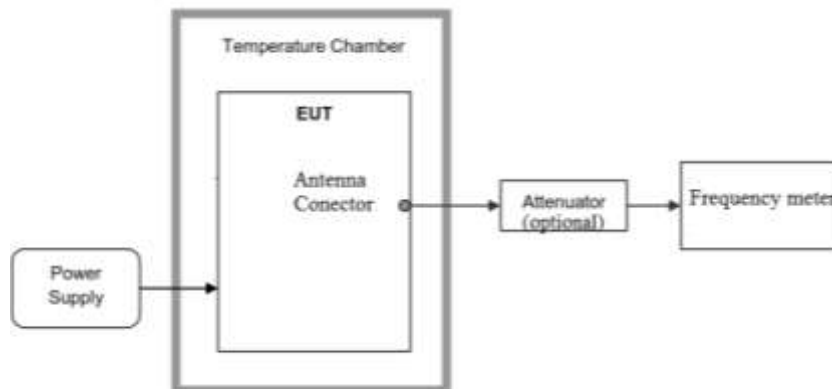 Temperature Chamber
EUT
Antenna
Conector
Attenuator
(optional)
Frequency meter
Power
Supply